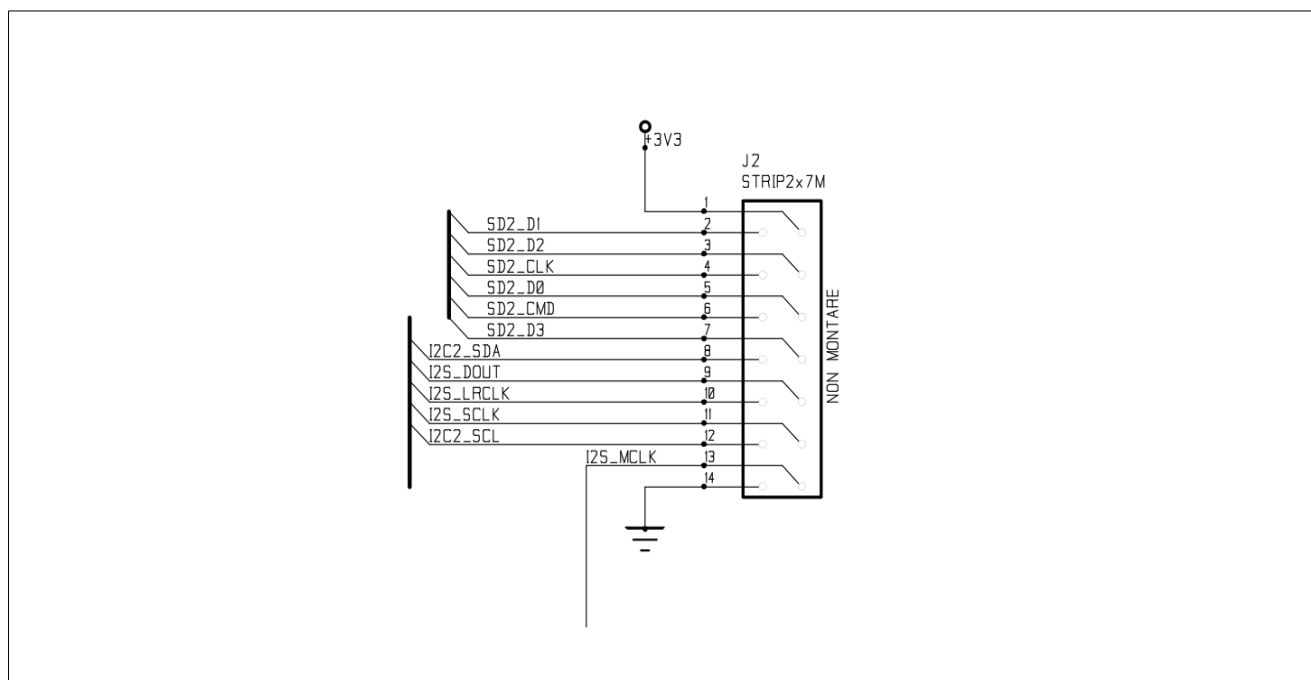 +3V3
J2
STRIP2x7M
1
SD2_D1 2
SD2_D2 3
SD2_CLK 4
SD2_D0 5
SD2_CMD 6
SD2_D3 7
I2C2_SDA 8
I2S_DOUT 9
I2S_LRCLK 10
I2S_SCLK 11
I2C2_SCL 12
I2S_MCLK 13
14
NON MONTARE